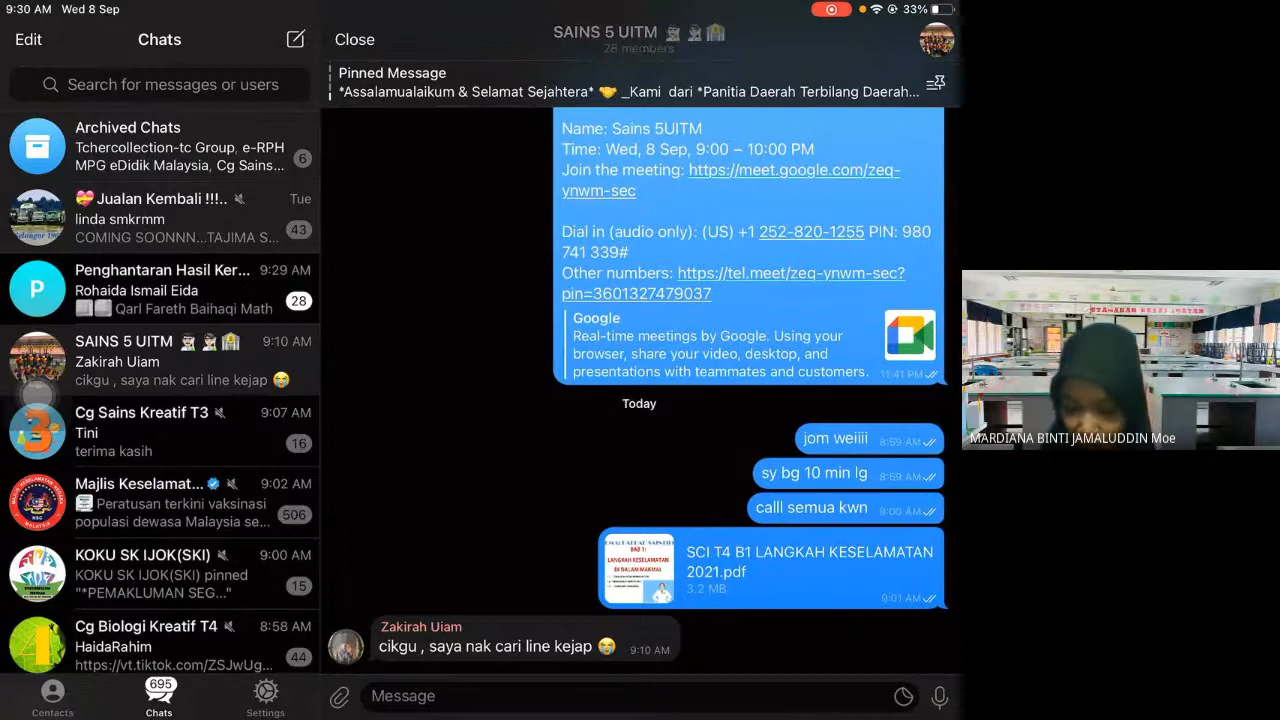 9:30 AM Wed 8 Sep
33%
Edit
Chats
Search for messages or users
Archived Chats
Tchercollection-tc Group, e-RPH
MPG eDidik Malaysia, Cg Sains...
6
Jualan Kembali !!!..
Tue
linda smkrmm
COMING SOONNN...TAJIMA S...
43
Penghantaran Hasil Ker...
9:29 AM
Rohaida Ismail Eida
Qarl Fareth Baihaqi Math
28
P
SAINS 5 UITM
9:10 AM
Zakirah Uiam
cikgu , saya nak cari line kejap 😭
Cg Sains Kreatif T3
9:07 AM
Tini
terima kasih
16
Majlis Keselamat...
9:02 AM
Peraturan terkini vaksinasi
populasi dewasa Malaysia se...
506
KOKU SK IJOK(SKI)
9:00 AM
KOKU SK IJOK(SKI) pinned
"*PEMAKLUMAN SEG..."
15
Cg Biologi Kreatif T4
8:58 AM
HaidaRahim
https://vt.tiktok.com/ZSJwUg...
44
Contacts
695
Chats
Settings
Close
SAINS 5 UITM
28 members
Pinned Message
*Assalamualaikum & Selamat Sejahtera* 🤝 _Kami dari *Panitia Daerah Terbilang Daerah...
Name: Sains 5UITM
Time: Wed, 8 Sep, 9:00 – 10:00 PM
Join the meeting: https://meet.google.com/zeq-
ynwm-sec
Dial in (audio only): (US) +1 252-820-1255 PIN: 980
741 339#
Other numbers: https://tel.meet/zeq-ynwm-sec?
pin=3601327479037
Google
Real-time meetings by Google. Using your
browser, share your video, desktop, and
presentations with teammates and customers.
11:41 PM
Today
jom weiiii
8:59 AM
sy bg 10 min lg
8:59 AM
calll semua kwn
9:00 AM
BAB 1:
LANGKAH KESELAMATAN
DI DALAM MAKMAL
SCI T4 B1 LANGKAH KESELAMATAN
2021.pdf
3.2 MB
9:01 AM
Zakirah Uiam
cikgu , saya nak cari line kejap 😭
9:10 AM
Message
MARDIANA BINTI JAMALUDDIN Moe